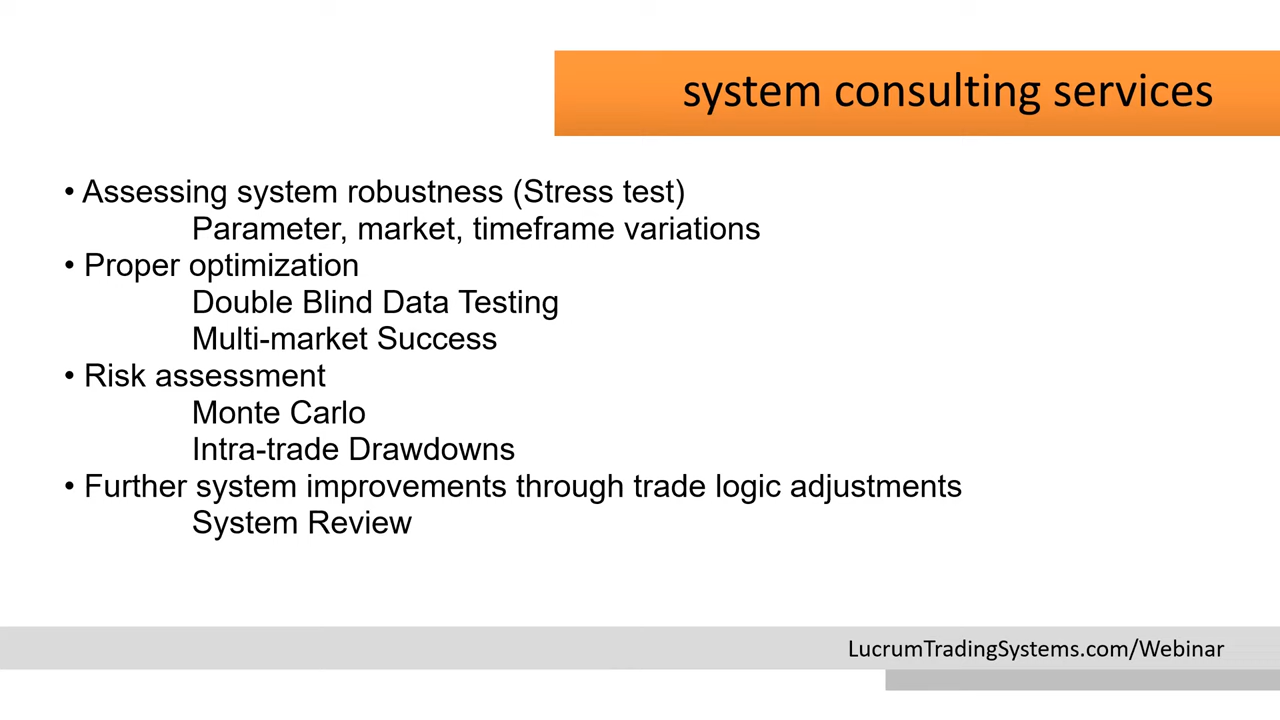 system consulting services
• Assessing system robustness (Stress test)
Parameter, market, timeframe variations
• Proper optimization
Double Blind Data Testing
Multi-market Success
• Risk assessment
Monte Carlo
Intra-trade Drawdowns
• Further system improvements through trade logic adjustments
System Review
LucrumTradingSystems.com/Webinar